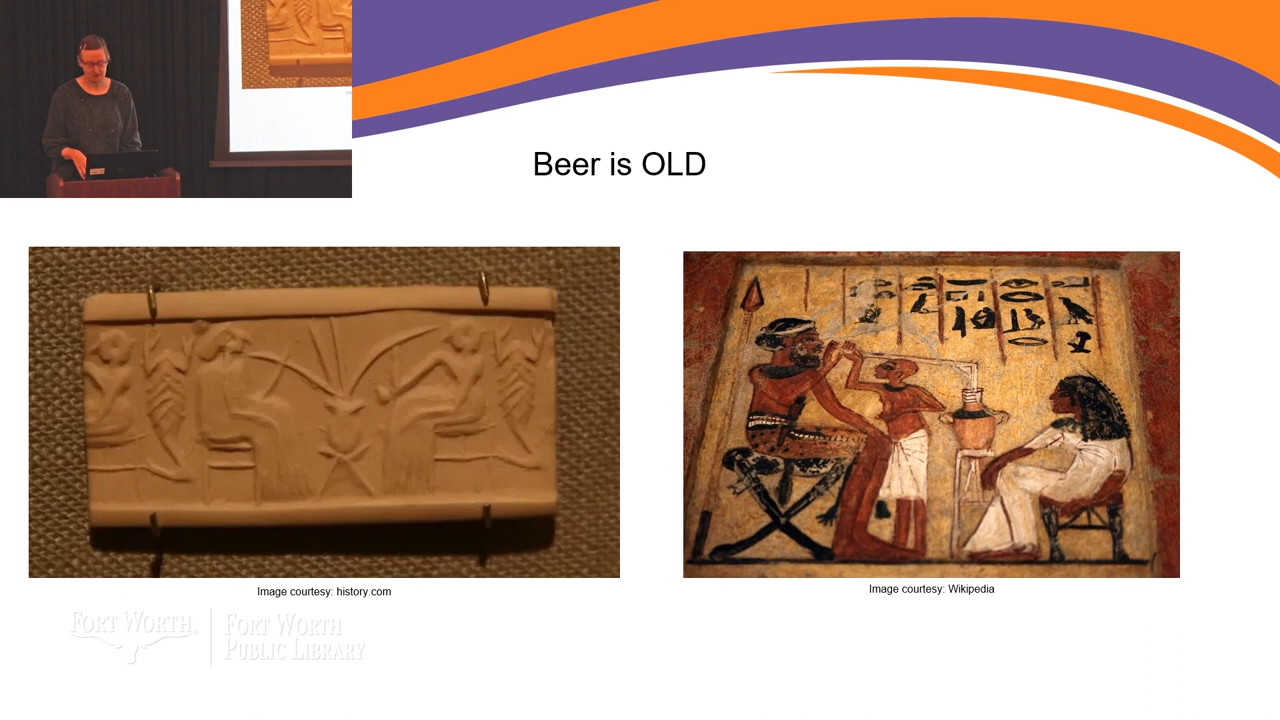 Beer is OLD
Image courtesy: history.com
Image courtesy: Wikipedia
FORT WORTH®
FORT WORTH
PUBLIC LIBRARY